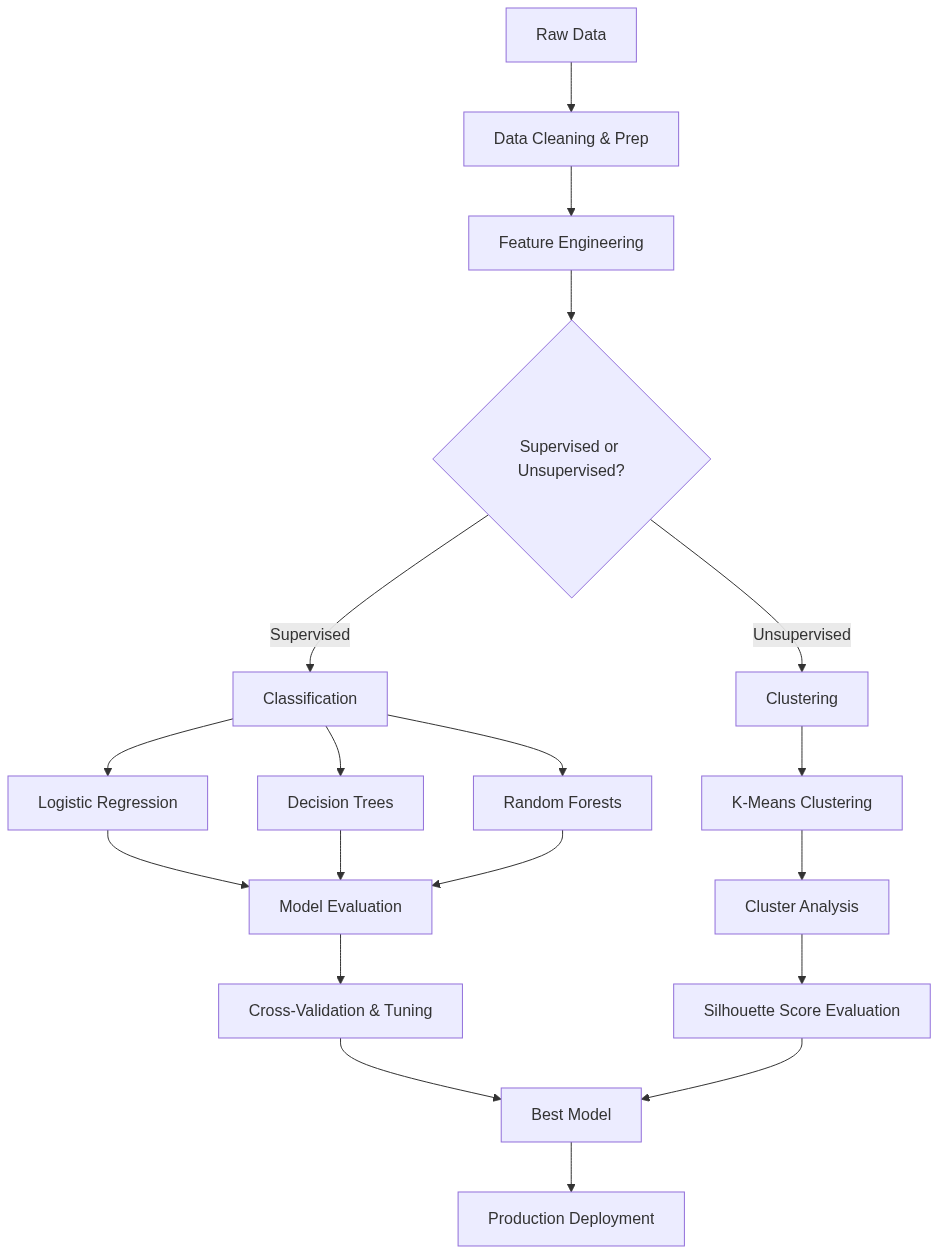 Raw Data
Data Cleaning & Prep
Feature Engineering
Supervised or
Unsupervised?
Supervised
Unsupervised
Classification
Clustering
Logistic Regression
Decision Trees
Random Forests
K-Means Clustering
Model Evaluation
Cluster Analysis
Cross-Validation & Tuning
Silhouette Score Evaluation
Best Model
Production Deployment